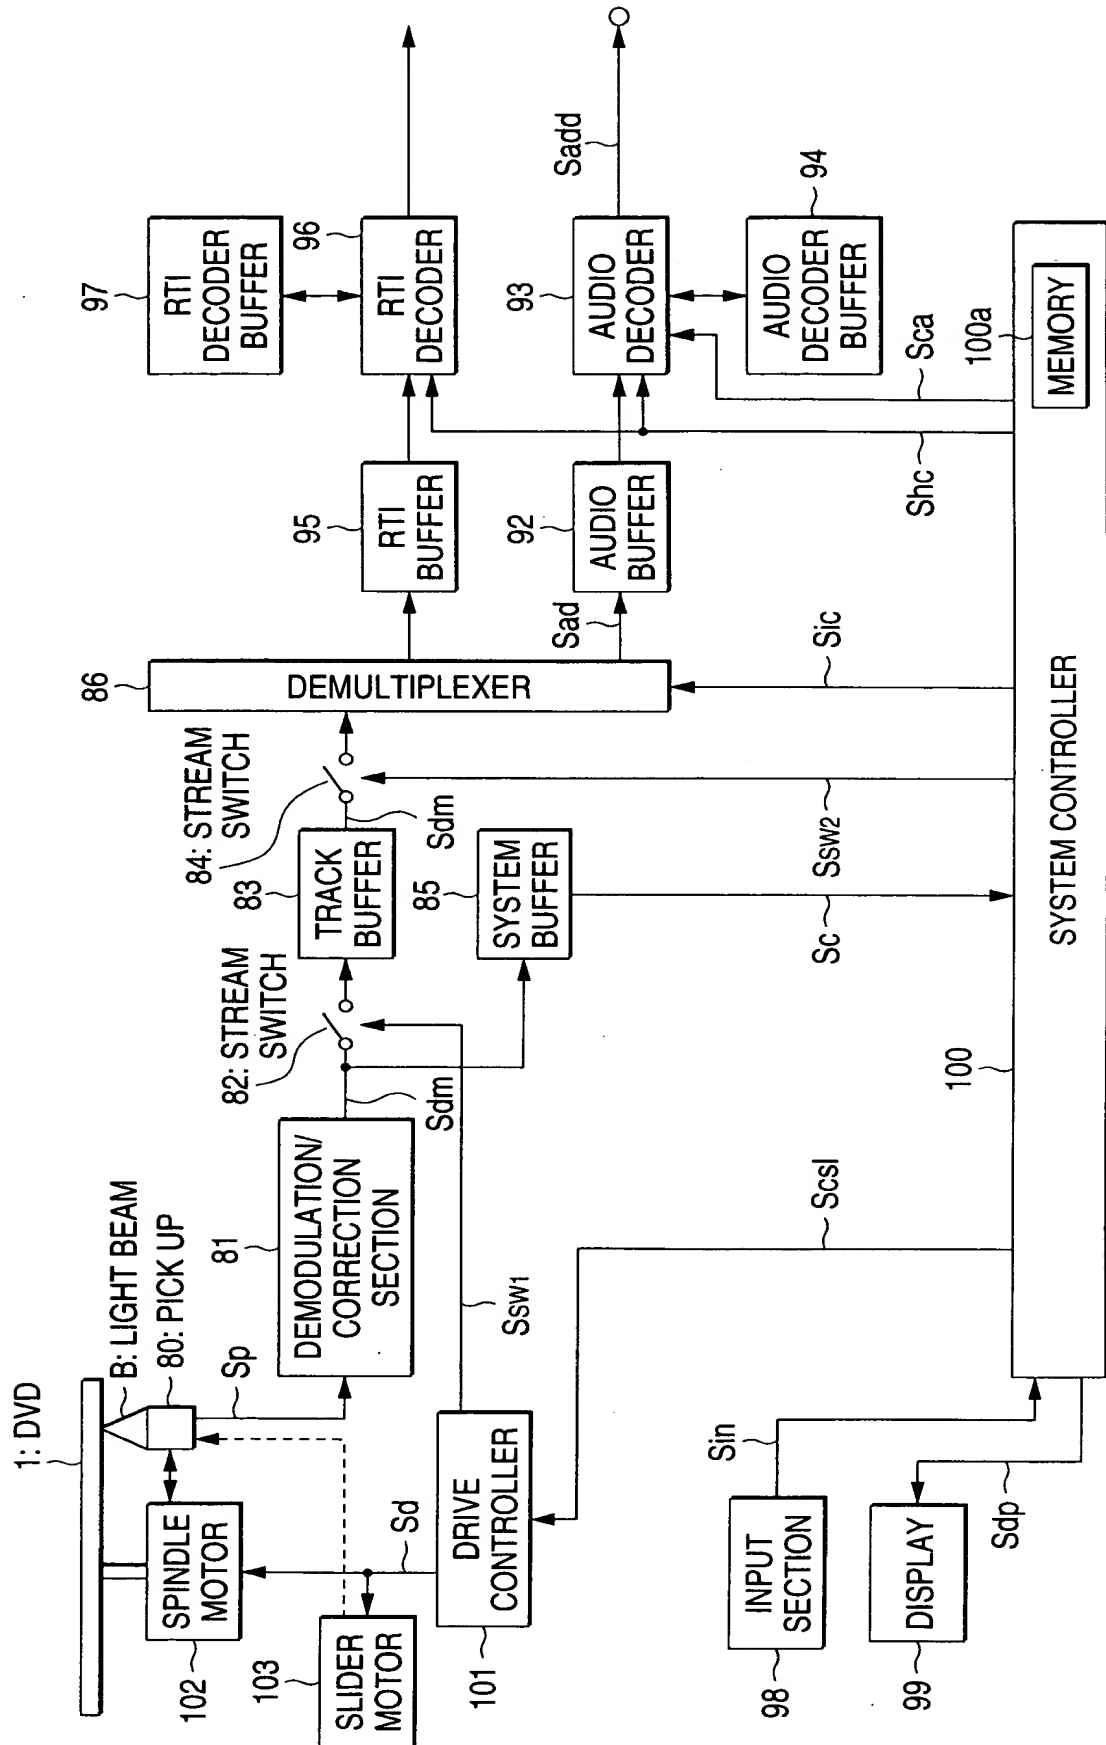 1: DVD
B: LIGHT BEAM
80: PICK UP
Sp
SPINDLE
MOTOR
102
SLIDER
MOTOR
103
Sd
DRIVE
CONTROLLER
101
81
DEMODULATION/
CORRECTION
SECTION
Sdm
SSW1
82: STREAM
SWITCH
83
TRACK
BUFFER
84: STREAM
SWITCH
Sdm
85
SYSTEM
BUFFER
86
DEMULTIPLEXER
Sad
95
RTI
BUFFER
92
AUDIO
BUFFER
97
RTI
DECODER
BUFFER
96
RTI
DECODER
93
AUDIO
DECODER
Sadd
94
AUDIO
DECODER
BUFFER
Scsl
Sc
SSW2
Sic
Shc
Sca
INPUT
SECTION
98
Sin
DISPLAY
99
Sdp
100
SYSTEM CONTROLLER
100a
MEMORY